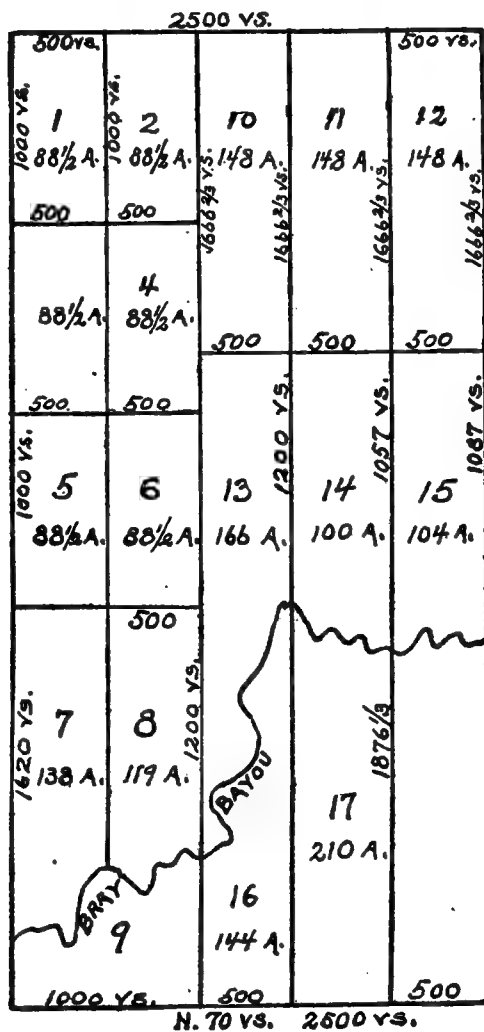 2500 VS.
500 VS.
500 VS.
1000 VS.
1
88½ A.
500
1000 VS.
2
88½ A.
500
10
148 A.
1666⅔ VS.
500
11
148 A.
1666⅔ VS.
500
12
148 A.
1666⅔ VS.
1666⅔ VS.
500
88½ A.
500
4
88½ A.
500
1000 VS.
5
88½ A.
6
88½ A.
500
13
166 A.
1200 VS.
14
100 A.
1057 VS.
15
104 A.
1087 VS.
1620 VS.
7
138 A.
8
119 A.
1200 VS.
BRAY
BAYOU
9
1000 VS.
16
144 A.
500
17
210 A.
1876⅓
500
N. 70 VS. 2500 VS.